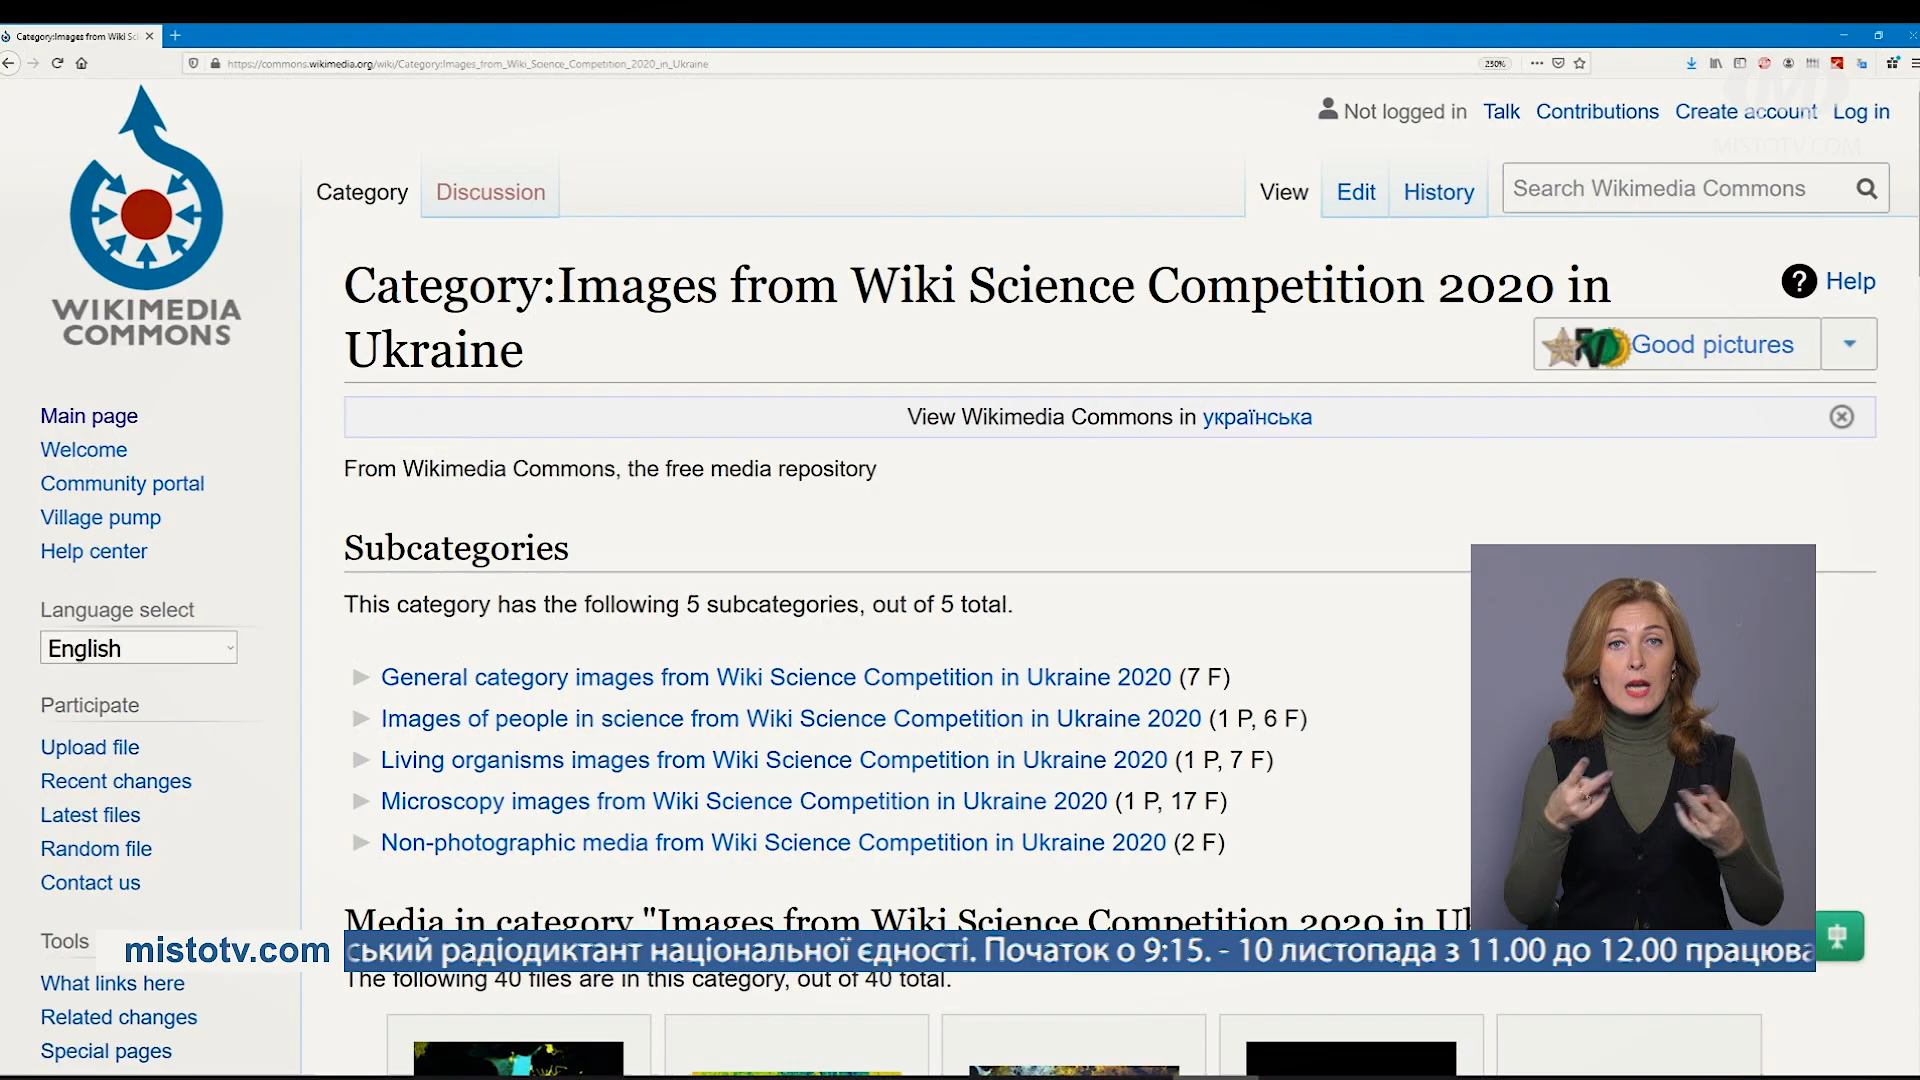 Category:Images from Wiki Sci
https://commons.wikimedia.org/wiki/Category:Images_from_Wiki_Science_Competition_2020_in_Ukraine
230%
Not logged in Talk Contributions Create account Log in
MISTOTV.COM
Category Discussion View Edit History Search Wikimedia Commons
WIKIMEDIA
COMMONS
Category:Images from Wiki Science Competition 2020 in
Ukraine
Help
Good pictures
View Wikimedia Commons in українська
From Wikimedia Commons, the free media repository
Main page
Welcome
Community portal
Village pump
Help center
Language select
English
Participate
Upload file
Recent changes
Latest files
Random file
Contact us
Tools
What links here
Related changes
Special pages
Subcategories
This category has the following 5 subcategories, out of 5 total.
General category images from Wiki Science Competition in Ukraine 2020 (7 F)
Images of people in science from Wiki Science Competition in Ukraine 2020 (1 P, 6 F)
Living organisms images from Wiki Science Competition in Ukraine 2020 (1 P, 7 F)
Microscopy images from Wiki Science Competition in Ukraine 2020 (1 P, 17 F)
Non-photographic media from Wiki Science Competition in Ukraine 2020 (2 F)
Media in category "Images from Wiki Science Competition 2020 in Uk
mistotv.com ський радіодиктант національної єдності. Початок о 9:15. - 10 листопада з 11.00 до 12.00 працюва
The following 40 files are in this category, out of 40 total.